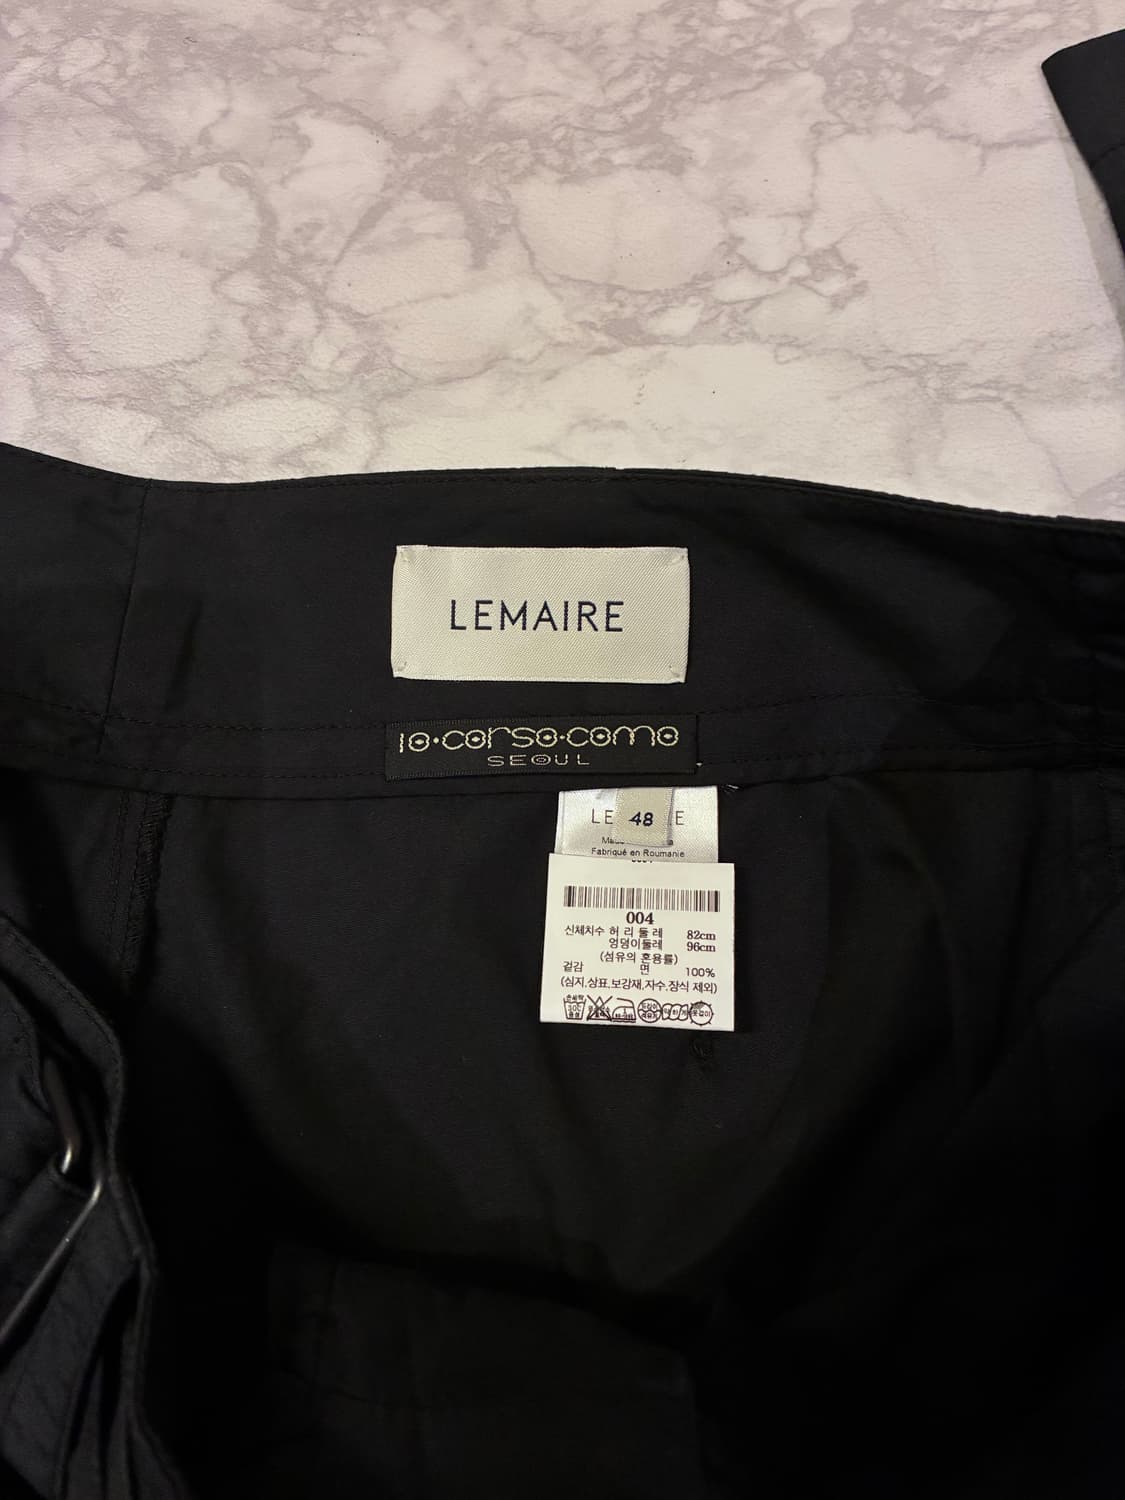 LEMAIRE
10·corso·como
SEOUL
48
Fabriqué en Roumanie
004
신체치수 허 리 둘 레 82cm
엉덩이둘레 96cm
(섬유의 혼용률)
겉감 면 100%
(심지,상표,보강재,자수,장식 제외)